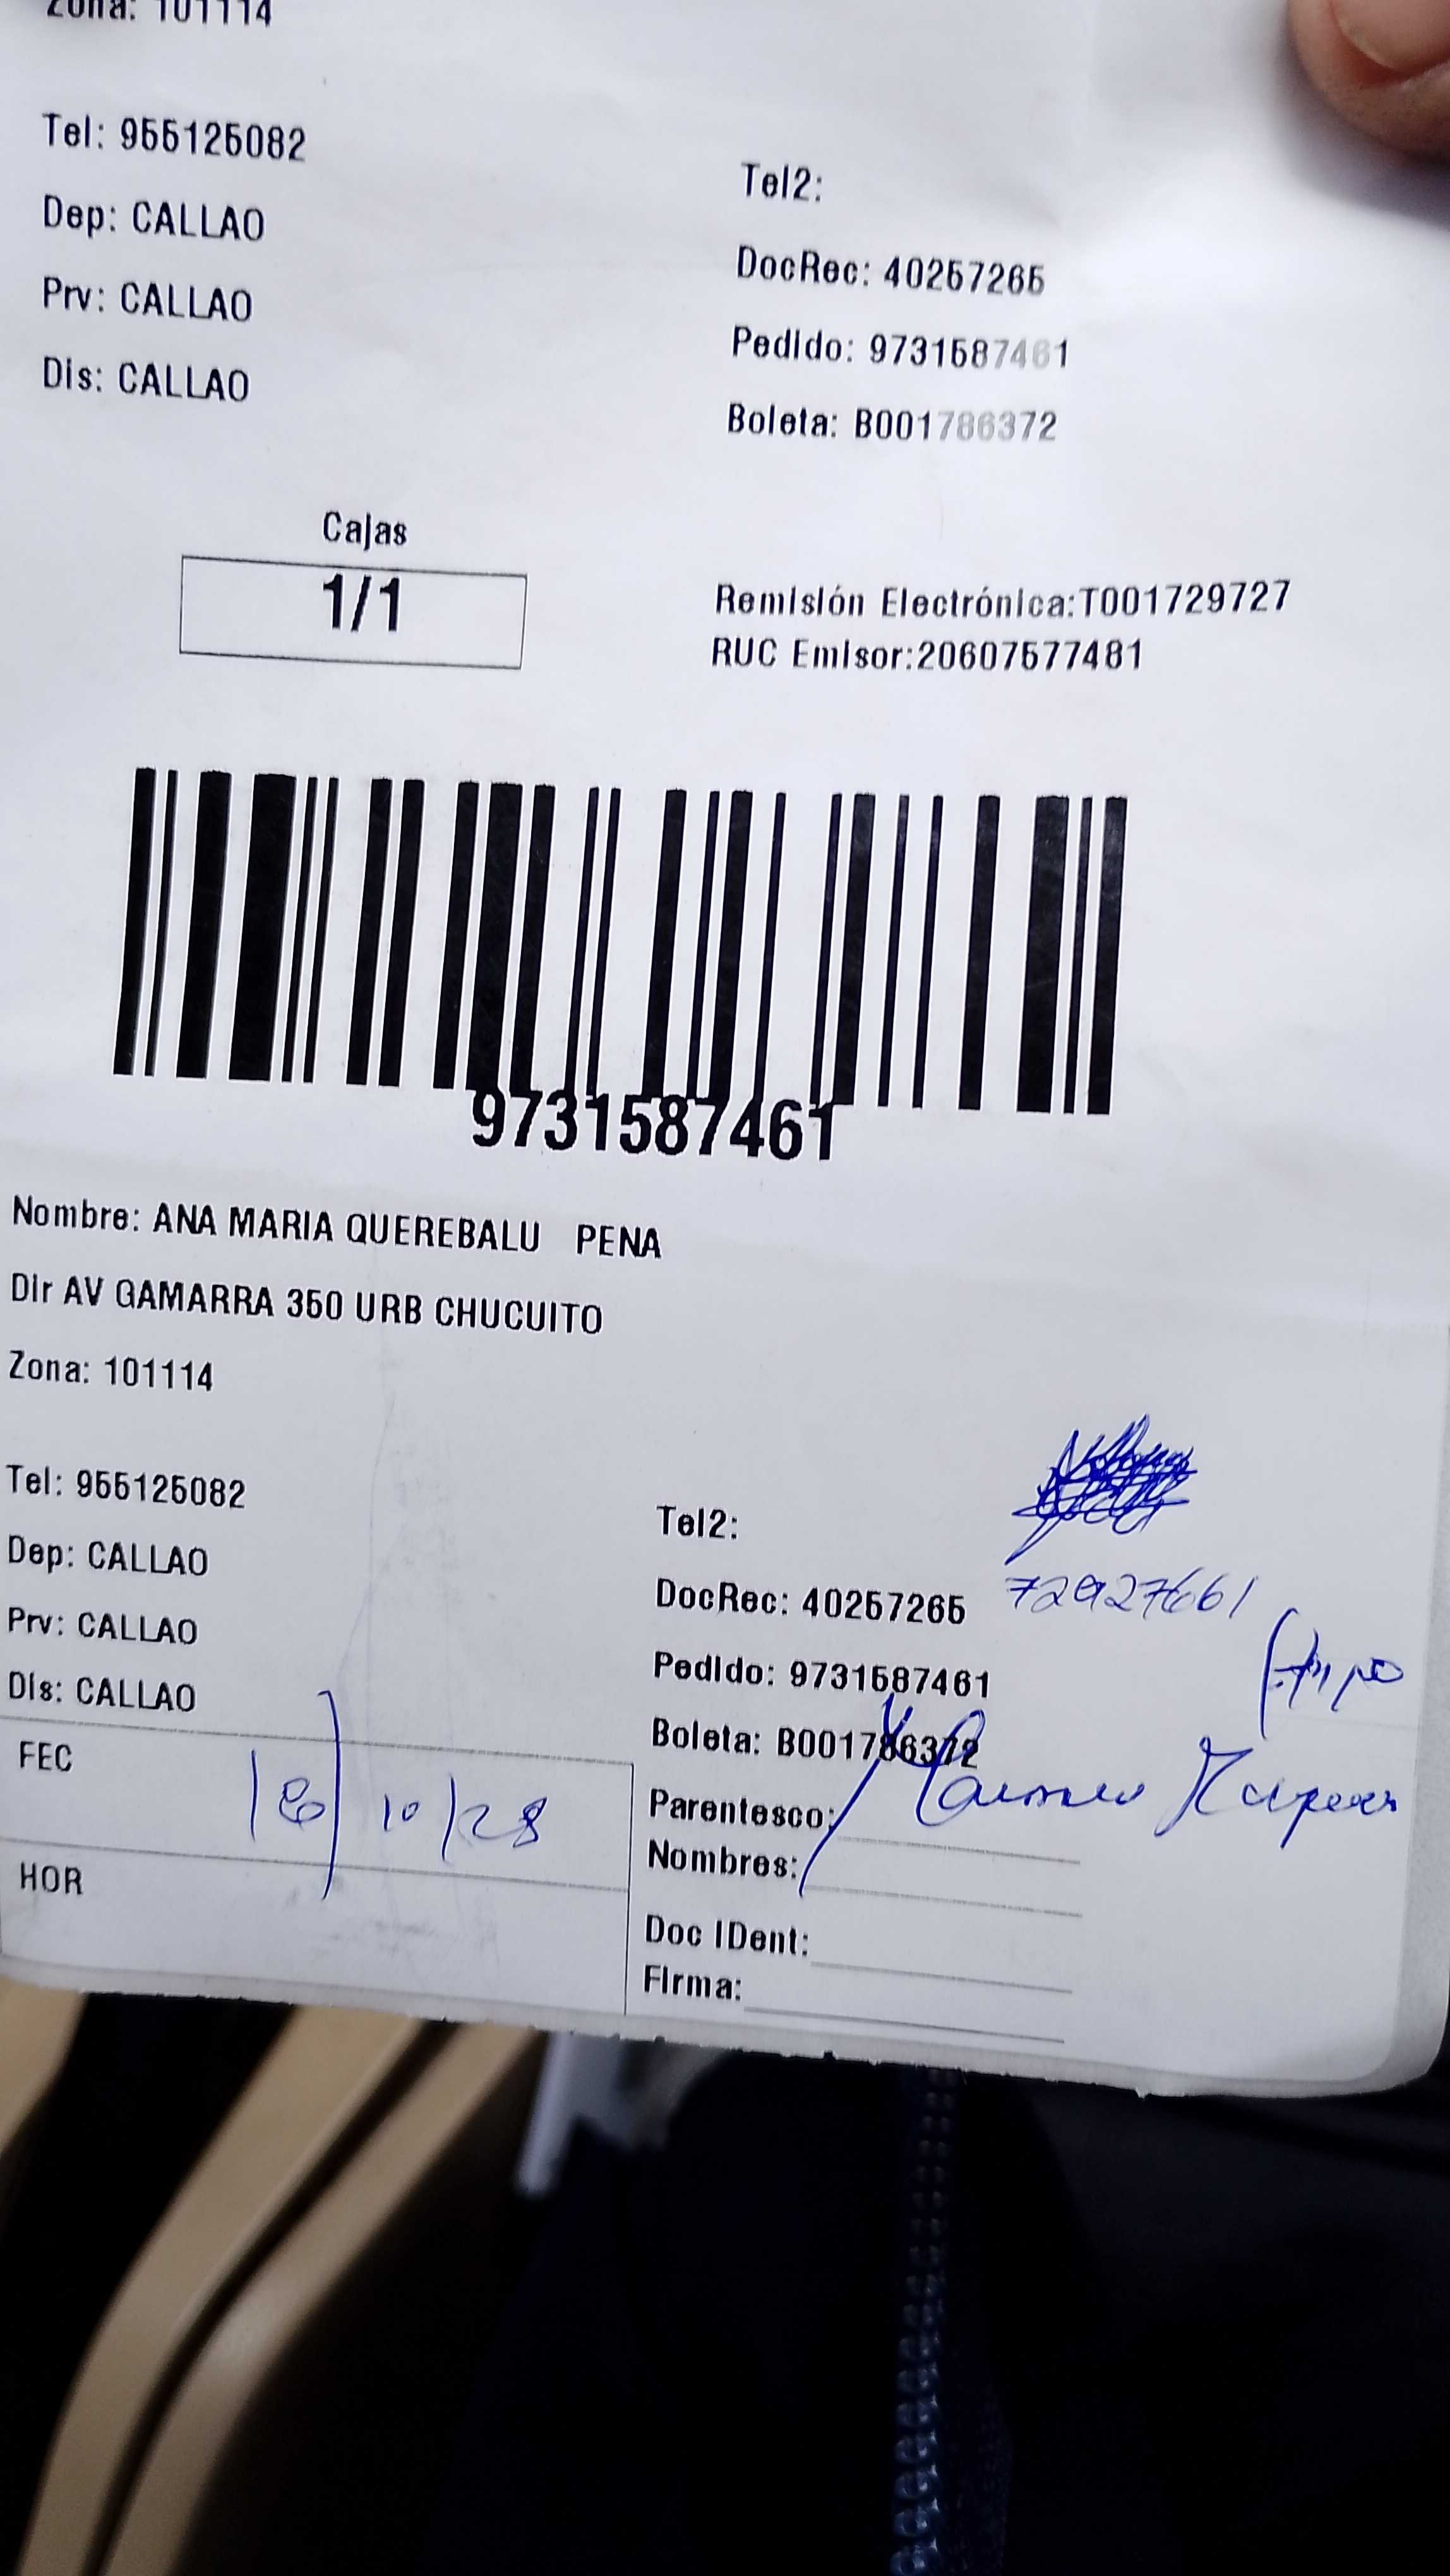 Zona: 101114
Tel: 955125082
Tel2:
Dep: CALLAO
DocRec: 40257265
Prv: CALLAO
Pedido: 9731587461
Dis: CALLAO
Boleta: B001786372
Cajas
1/1
Remisión Electrónica:T001729727
RUC Emisor:20607577481
9731587461
Nombre: ANA MARIA QUEREBALU PENA
Dir AV GAMARRA 350 URB CHUCUITO
Zona: 101114
Tel: 955125082
Tel2:
Dep: CALLAO
DocRec: 40257265 72927661
Prv: CALLAO
Pedido: 9731587461
Dis: CALLAO
Boleta: B001786372
FEC
Parentesco:
Nombres:
HOR
Doc IDent:
Firma: